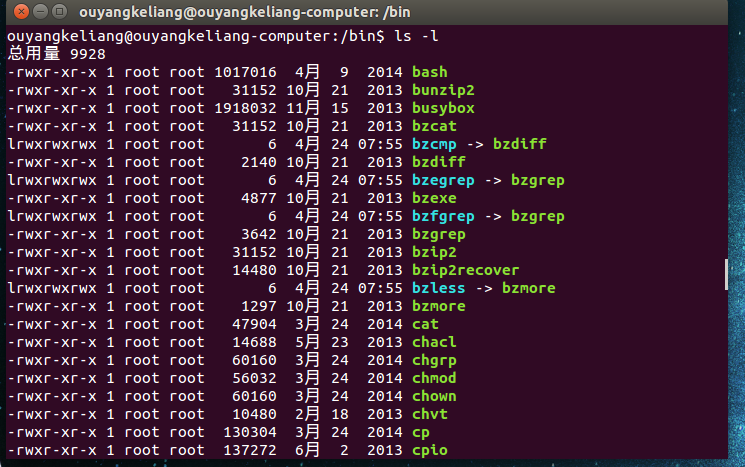 ouyangkeliang@ouyangkeliang-computer: /bin
ouyangkeliang@ouyangkeliang-computer:/bin$ ls -l
总用量 9928
-rwxr-xr-x 1 root root 1017016  4月  9  2014 bash
-rwxr-xr-x 1 root root   31152 10月 21  2013 bunzip2
-rwxr-xr-x 1 root root 1918032 11月 15  2013 busybox
-rwxr-xr-x 1 root root   31152 10月 21  2013 bzcat
lrwxrwxrwx 1 root root       6  4月 24 07:55 bzcmp -> bzdiff
-rwxr-xr-x 1 root root    2140 10月 21  2013 bzdiff
lrwxrwxrwx 1 root root       6  4月 24 07:55 bzegrep -> bzgrep
-rwxr-xr-x 1 root root    4877 10月 21  2013 bzexe
lrwxrwxrwx 1 root root       6  4月 24 07:55 bzfgrep -> bzgrep
-rwxr-xr-x 1 root root    3642 10月 21  2013 bzgrep
-rwxr-xr-x 1 root root   31152 10月 21  2013 bzip2
-rwxr-xr-x 1 root root   14480 10月 21  2013 bzip2recover
lrwxrwxrwx 1 root root       6  4月 24 07:55 bzless -> bzmore
-rwxr-xr-x 1 root root    1297 10月 21  2013 bzmore
-rwxr-xr-x 1 root root   47904  3月 24  2014 cat
-rwxr-xr-x 1 root root   14688  5月 23  2013 chacl
-rwxr-xr-x 1 root root   60160  3月 24  2014 chgrp
-rwxr-xr-x 1 root root   56032  3月 24  2014 chmod
-rwxr-xr-x 1 root root   60160  3月 24  2014 chown
-rwxr-xr-x 1 root root   10480  2月 18  2013 chvt
-rwxr-xr-x 1 root root  130304  3月 24  2014 cp
-rwxr-xr-x 1 root root  137272  6月  2  2013 cpio